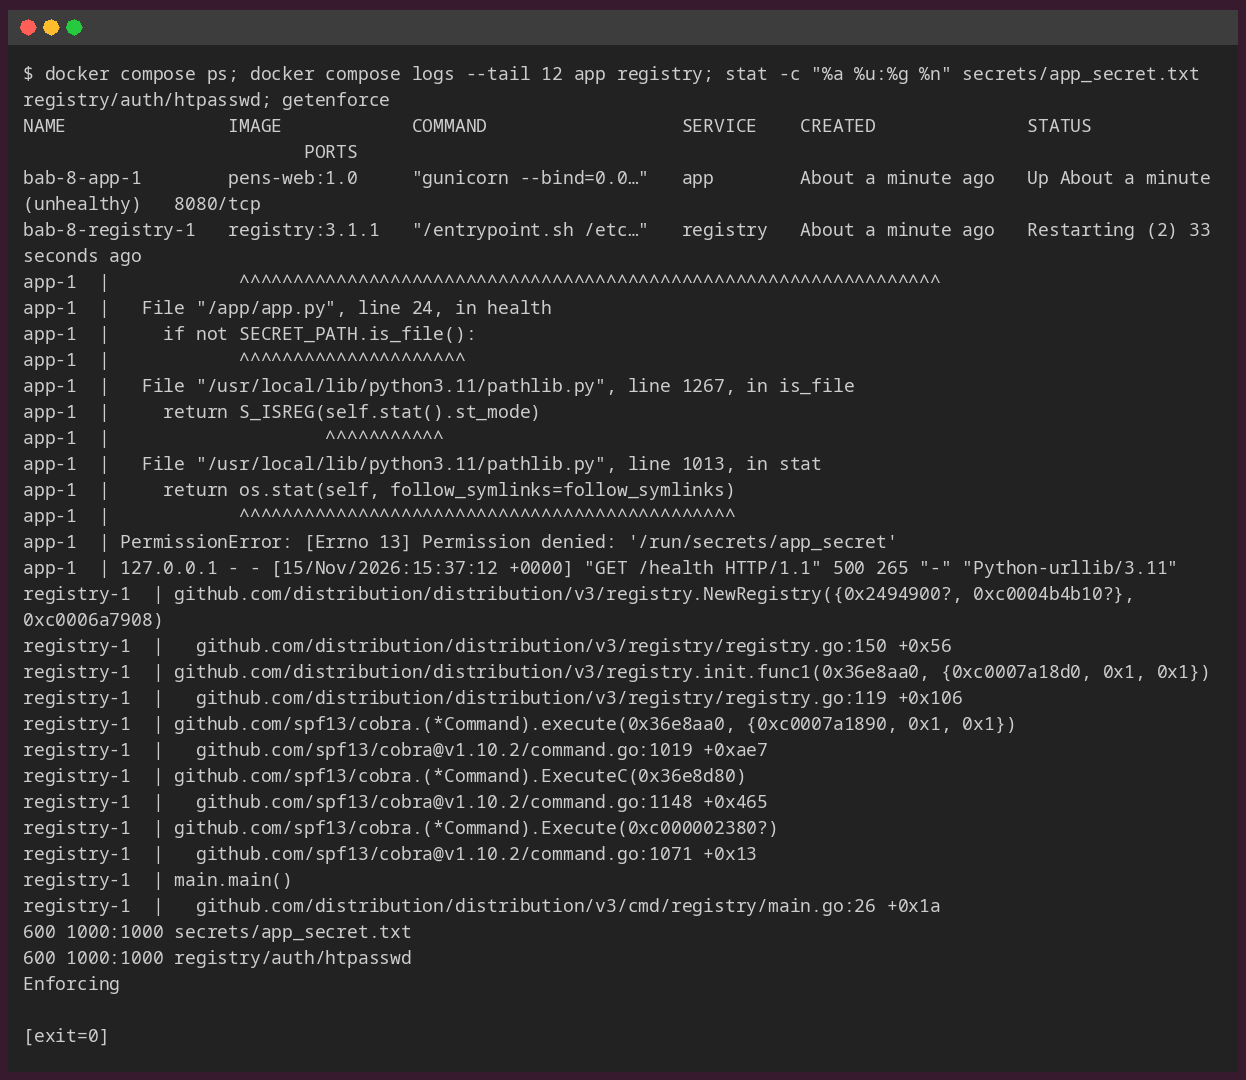 $ docker compose ps; docker compose logs --tail 12 app registry; stat -c "%a %u:%g %n" secrets/app_secret.txt
registry/auth/htpasswd; getenforce
NAME               IMAGE            COMMAND                  SERVICE    CREATED              STATUS
                          PORTS
bab-8-app-1        pens-web:1.0     "gunicorn --bind=0.0…"   app        About a minute ago   Up About a minute
(unhealthy)   8080/tcp
bab-8-registry-1   registry:3.1.1   "/entrypoint.sh /etc…"   registry   About a minute ago   Restarting (2) 33
seconds ago
app-1  |            ^^^^^^^^^^^^^^^^^^^^^^^^^^^^^^^^^^^^^^^^^^^^^^^^^^^^^^^^^^^^^^^^^
app-1  |   File "/app/app.py", line 24, in health
app-1  |     if not SECRET_PATH.is_file():
app-1  |            ^^^^^^^^^^^^^^^^^^^^^
app-1  |   File "/usr/local/lib/python3.11/pathlib.py", line 1267, in is_file
app-1  |     return S_ISREG(self.stat().st_mode)
app-1  |                    ^^^^^^^^^^^
app-1  |   File "/usr/local/lib/python3.11/pathlib.py", line 1013, in stat
app-1  |     return os.stat(self, follow_symlinks=follow_symlinks)
app-1  |            ^^^^^^^^^^^^^^^^^^^^^^^^^^^^^^^^^^^^^^^^^^^^^^
app-1  | PermissionError: [Errno 13] Permission denied: '/run/secrets/app_secret'
app-1  | 127.0.0.1 - - [15/Nov/2026:15:37:12 +0000] "GET /health HTTP/1.1" 500 265 "-" "Python-urllib/3.11"
registry-1  | github.com/distribution/distribution/v3/registry.NewRegistry({0x2494900?, 0xc0004b4b10?},
0xc0006a7908)
registry-1  |   github.com/distribution/distribution/v3/registry/registry.go:150 +0x56
registry-1  | github.com/distribution/distribution/v3/registry.init.func1(0x36e8aa0, {0xc0007a18d0, 0x1, 0x1})
registry-1  |   github.com/distribution/distribution/v3/registry/registry.go:119 +0x106
registry-1  | github.com/spf13/cobra.(*Command).execute(0x36e8aa0, {0xc0007a1890, 0x1, 0x1})
registry-1  |   github.com/spf13/cobra@v1.10.2/command.go:1019 +0xae7
registry-1  | github.com/spf13/cobra.(*Command).ExecuteC(0x36e8d80)
registry-1  |   github.com/spf13/cobra@v1.10.2/command.go:1148 +0x465
registry-1  | github.com/spf13/cobra.(*Command).Execute(0xc000002380?)
registry-1  |   github.com/spf13/cobra@v1.10.2/command.go:1071 +0x13
registry-1  | main.main()
registry-1  |   github.com/distribution/distribution/v3/cmd/registry/main.go:26 +0x1a
600 1000:1000 secrets/app_secret.txt
600 1000:1000 registry/auth/htpasswd
Enforcing
[exit=0]